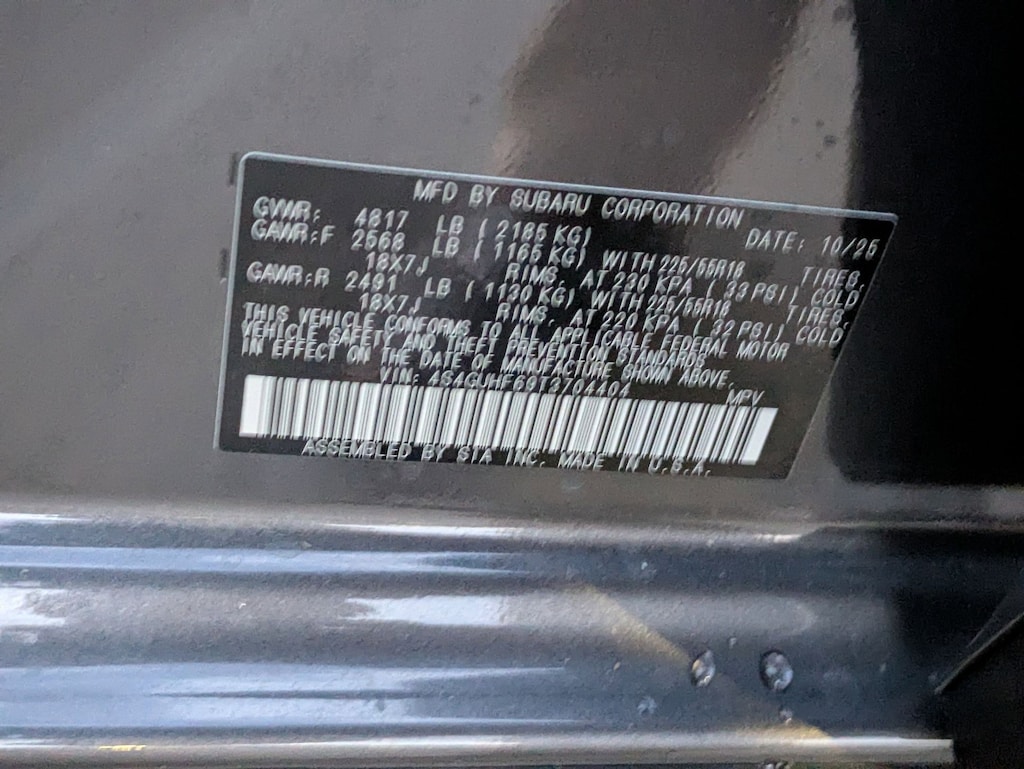 MFD BY SUBARU CORPORATION
DATE: 10/25
GVWR: 4817 LB (2185 KG)
GAWR:F 2568 LB (1165 KG) WITH 225/55R18 TIRES,
18X7J RIMS, AT 230 KPA (33 PSI) COLD
GAWR:R 2491 LB (1130 KG) WITH 225/55R18 TIRES,
18X7J RIMS, AT 220 KPA (32 PSI) COLD
THIS VEHICLE CONFORMS TO ALL APPLICABLE FEDERAL MOTOR
VEHICLE SAFETY AND THEFT PREVENTION STANDARDS
IN EFFECT ON THE DATE OF MANUFACTURE SHOWN ABOVE.
VIN: 4S4GUHF69T3704404 MPV
ASSEMBLED BY SIA INC. MADE IN U.S.A.